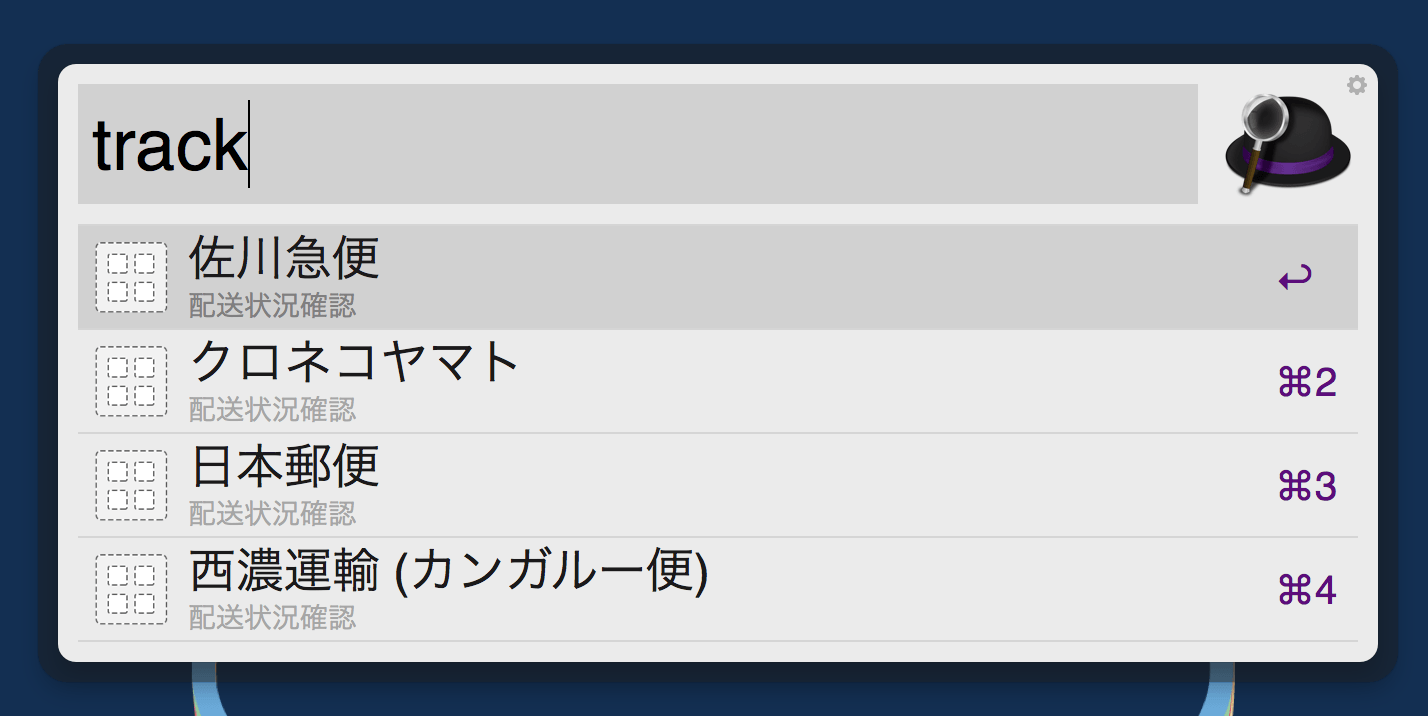 track
佐川急便
配送状況確認
↩
クロネコヤマト
配送状況確認
⌘2
日本郵便
配送状況確認
⌘3
西濃運輸 (カンガルー便)
配送状況確認
⌘4